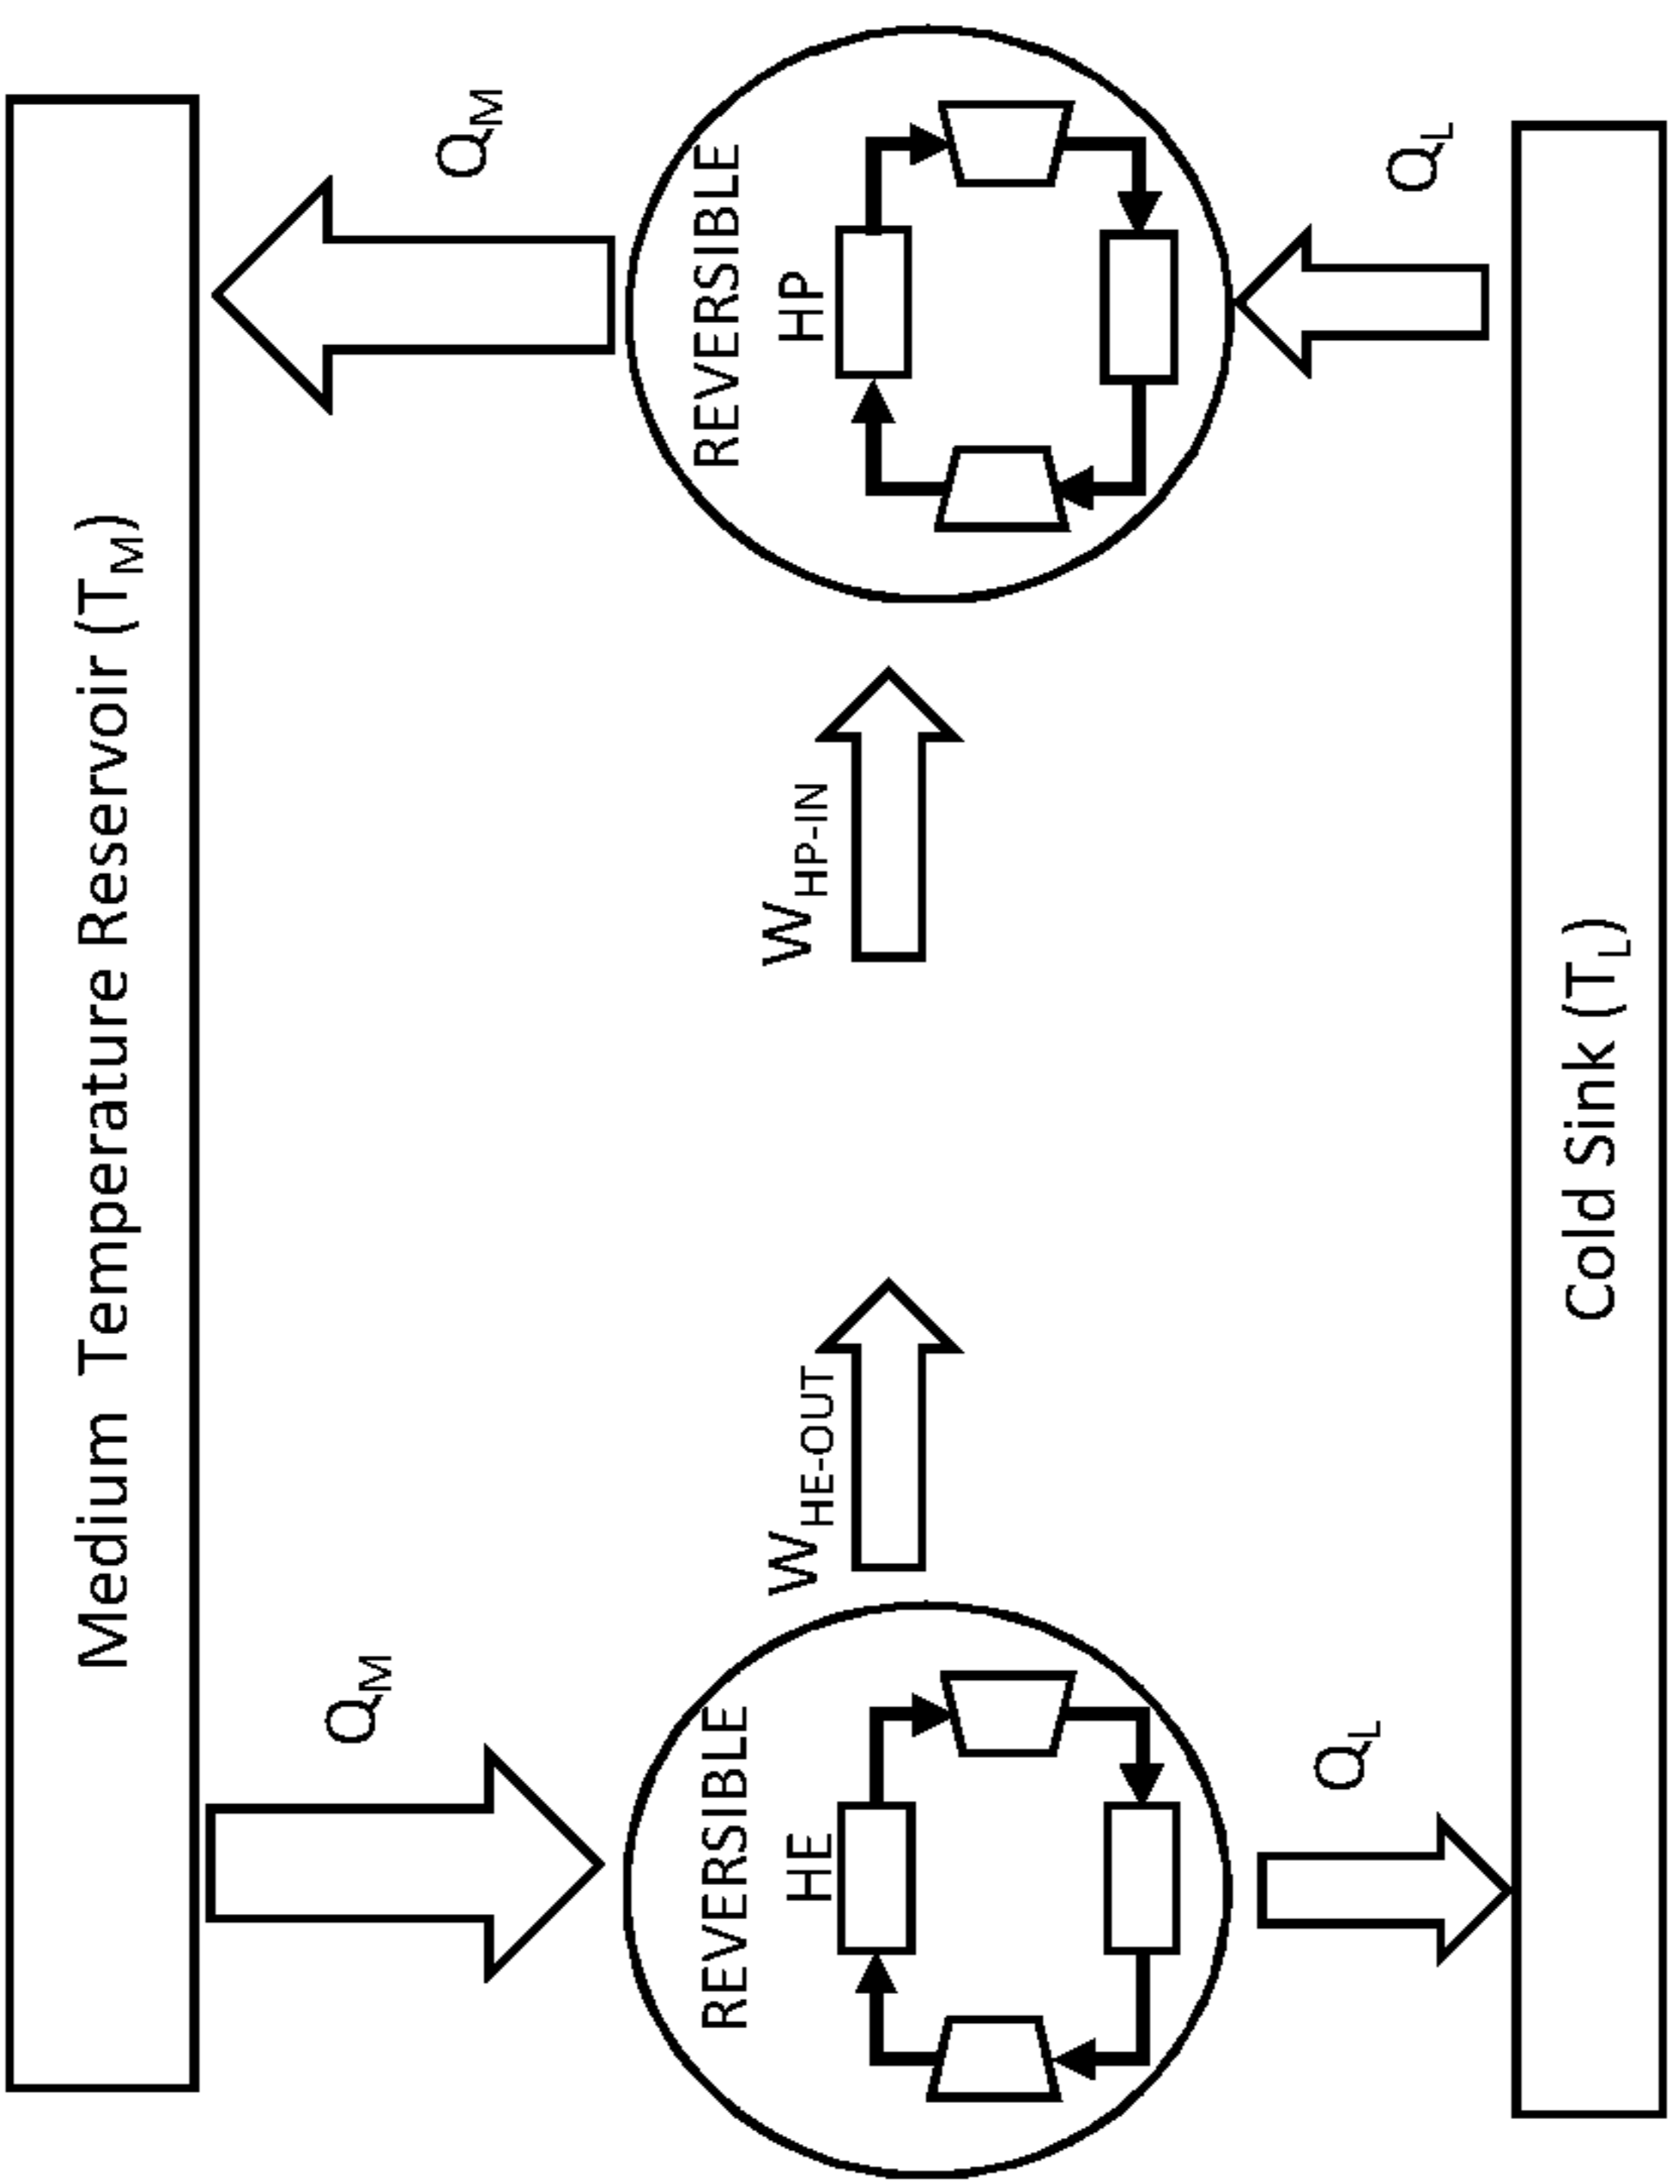 Medium Temperature Reservoir (T_M)
Q_M
Q_M
REVERSIBLE
HE
W_HE-OUT
W_HP-IN
REVERSIBLE
HP
Q_L
Q_L
Cold Sink (T_L)